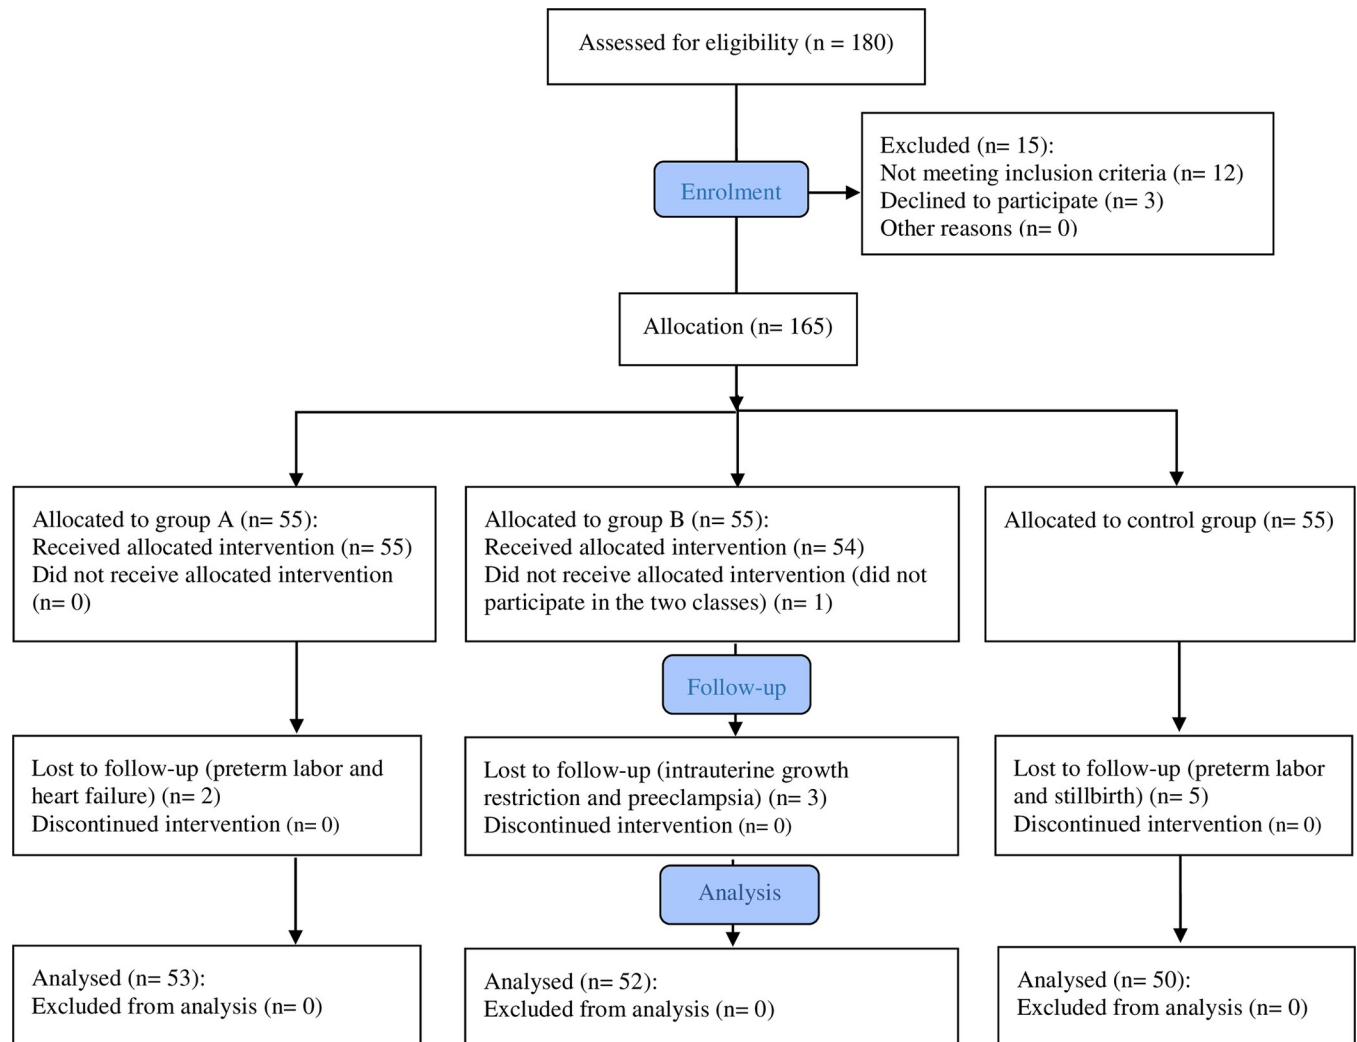 Assessed for eligibility (n = 180)
Excluded (n= 15):
Not meeting inclusion criteria (n= 12)
Declined to participate (n= 3)
Other reasons (n= 0)
Enrolment
Allocation (n= 165)
Allocated to group A (n= 55):
Received allocated intervention (n= 55)
Did not receive allocated intervention
(n= 0)
Allocated to group B (n= 55):
Received allocated intervention (n= 54)
Did not receive allocated intervention (did not
participate in the two classes) (n= 1)
Allocated to control group (n= 55)
Follow-up
Lost to follow-up (preterm labor and
heart failure) (n= 2)
Discontinued intervention (n= 0)
Lost to follow-up (intrauterine growth
restriction and preeclampsia) (n= 3)
Discontinued intervention (n= 0)
Lost to follow-up (preterm labor
and stillbirth) (n= 5)
Discontinued intervention (n= 0)
Analysis
Analysed (n= 53):
Excluded from analysis (n= 0)
Analysed (n= 52):
Excluded from analysis (n= 0)
Analysed (n= 50):
Excluded from analysis (n= 0)